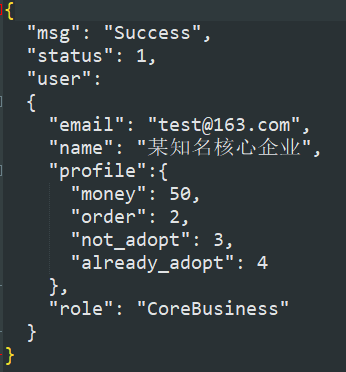 {
"msg": "Success",
"status": 1,
"user":
{
"email": "test@163.com",
"name": "某知名核心企业",
"profile":{
"money": 50,
"order": 2,
"not_adopt": 3,
"already_adopt": 4
},
"role": "CoreBusiness"
}
}